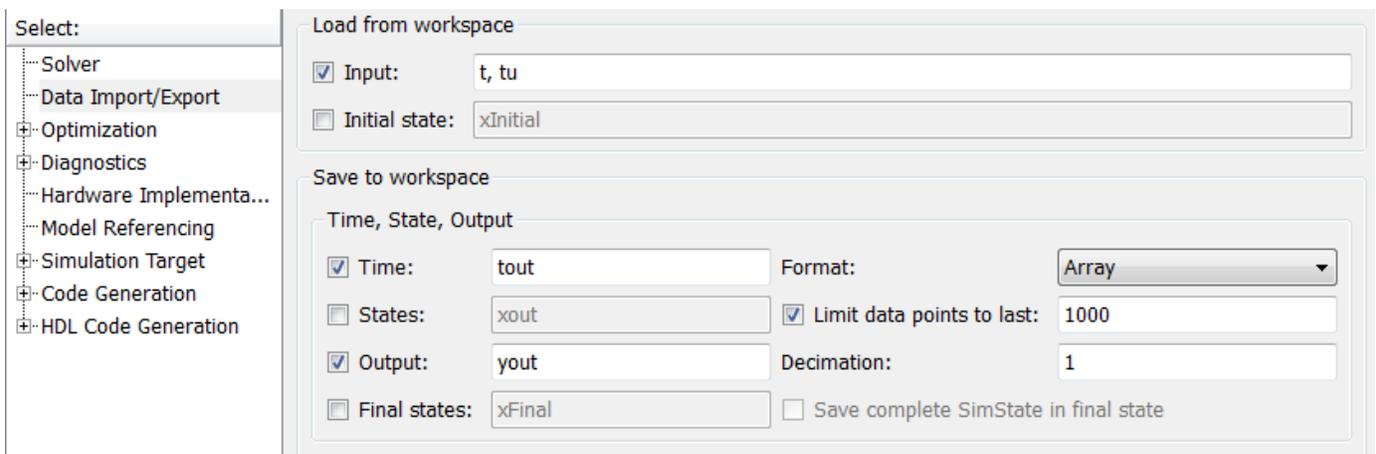 Select:
Solver
Data Import/Export
Optimization
Diagnostics
Hardware Implementa...
Model Referencing
Simulation Target
Code Generation
HDL Code Generation
Load from workspace
Input: t, tu
Initial state: xInitial
Save to workspace
Time, State, Output
Time: tout Format: Array
States: xout Limit data points to last: 1000
Output: yout Decimation: 1
Final states: xFinal Save complete SimState in final state